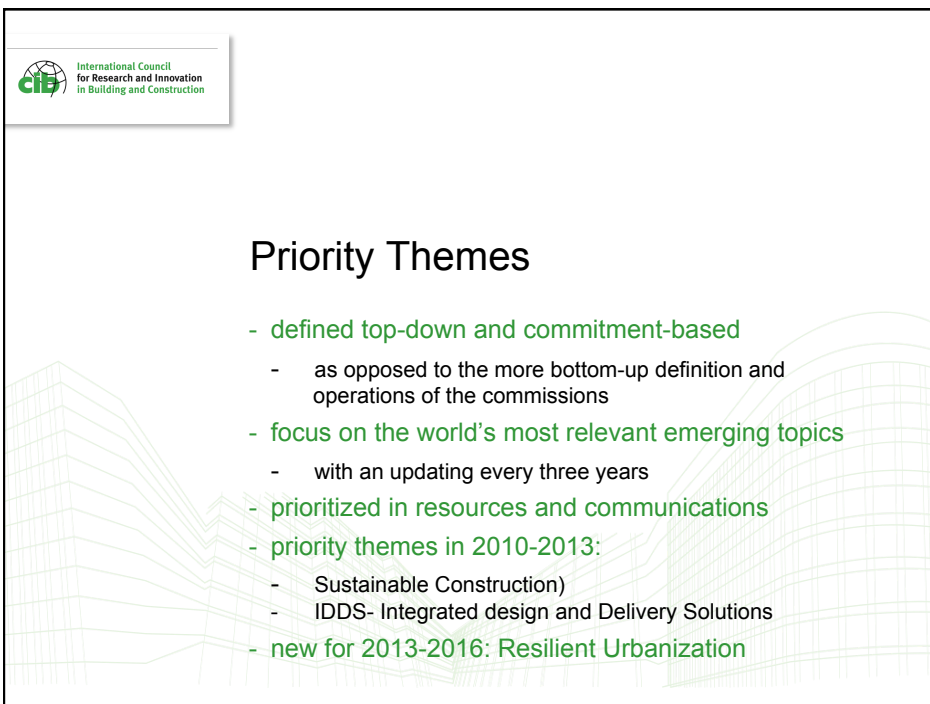 International Council
for Research and Innovation
in Building and Construction
cib
Priority Themes
- defined top-down and commitment-based
- as opposed to the more bottom-up definition and
operations of the commissions
- focus on the world's most relevant emerging topics
- with an updating every three years
- prioritized in resources and communications
- priority themes in 2010-2013:
- Sustainable Construction)
- IDDS- Integrated design and Delivery Solutions
- new for 2013-2016: Resilient Urbanization